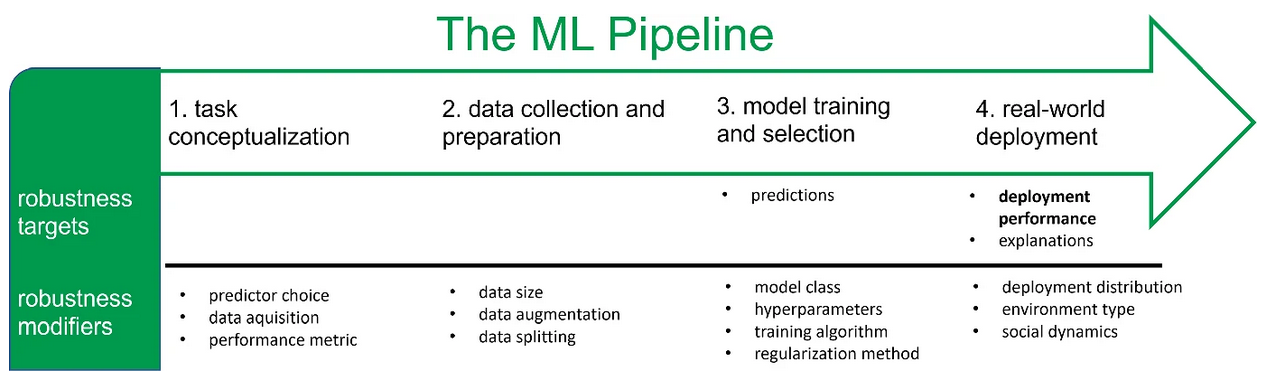 The ML Pipeline
1. task
conceptualization
2. data collection and
preparation
3. model training
and selection
4. real-world
deployment
robustness
targets
• predictions
• deployment
performance
• explanations
robustness
modifiers
• predictor choice
• data aquisition
• performance metric
• data size
• data augmentation
• data splitting
• model class
• hyperparameters
• training algorithm
• regularization method
• deployment distribution
• environment type
• social dynamics